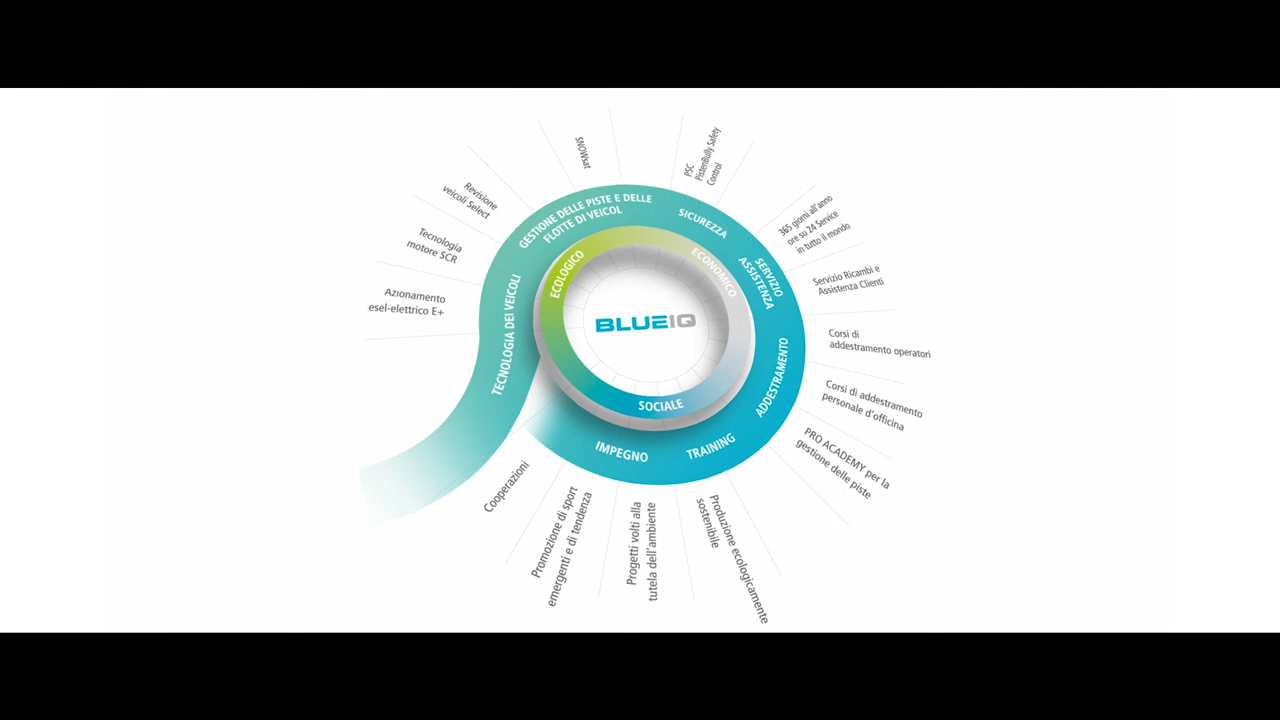 BLUEIQ
ECOLOGICO
ECONOMICO
SOCIALE
TECNOLOGIA DEI VEICOLI
GESTIONE DELLE PISTE E DELLE
FLOTTE DI VEICOL
SICUREZZA
SERVIZIO
ASSISTENZA
ADDESTRAMENTO
TRAINING
IMPEGNO
Azionamento
esel-elettrico E+
Tecnologia
motore SCR
Revisione
veicoli Select
SNOWsat
PSC
PistenBully Safety
Control
365 giorni all'anno
ore su 24 Service
in tutto il mondo
Servizio Ricambi e
Assistenza Clienti
Corsi di
addestramento operatori
Corsi di addestramento
personale d'officina
PRO ACADEMY per la
gestione delle piste
Produzione ecologicamente
sostenibile
Progetti volti alla
tutela dell'ambiente
Promozione di sport
emergenti e di tendenza
Cooperazioni